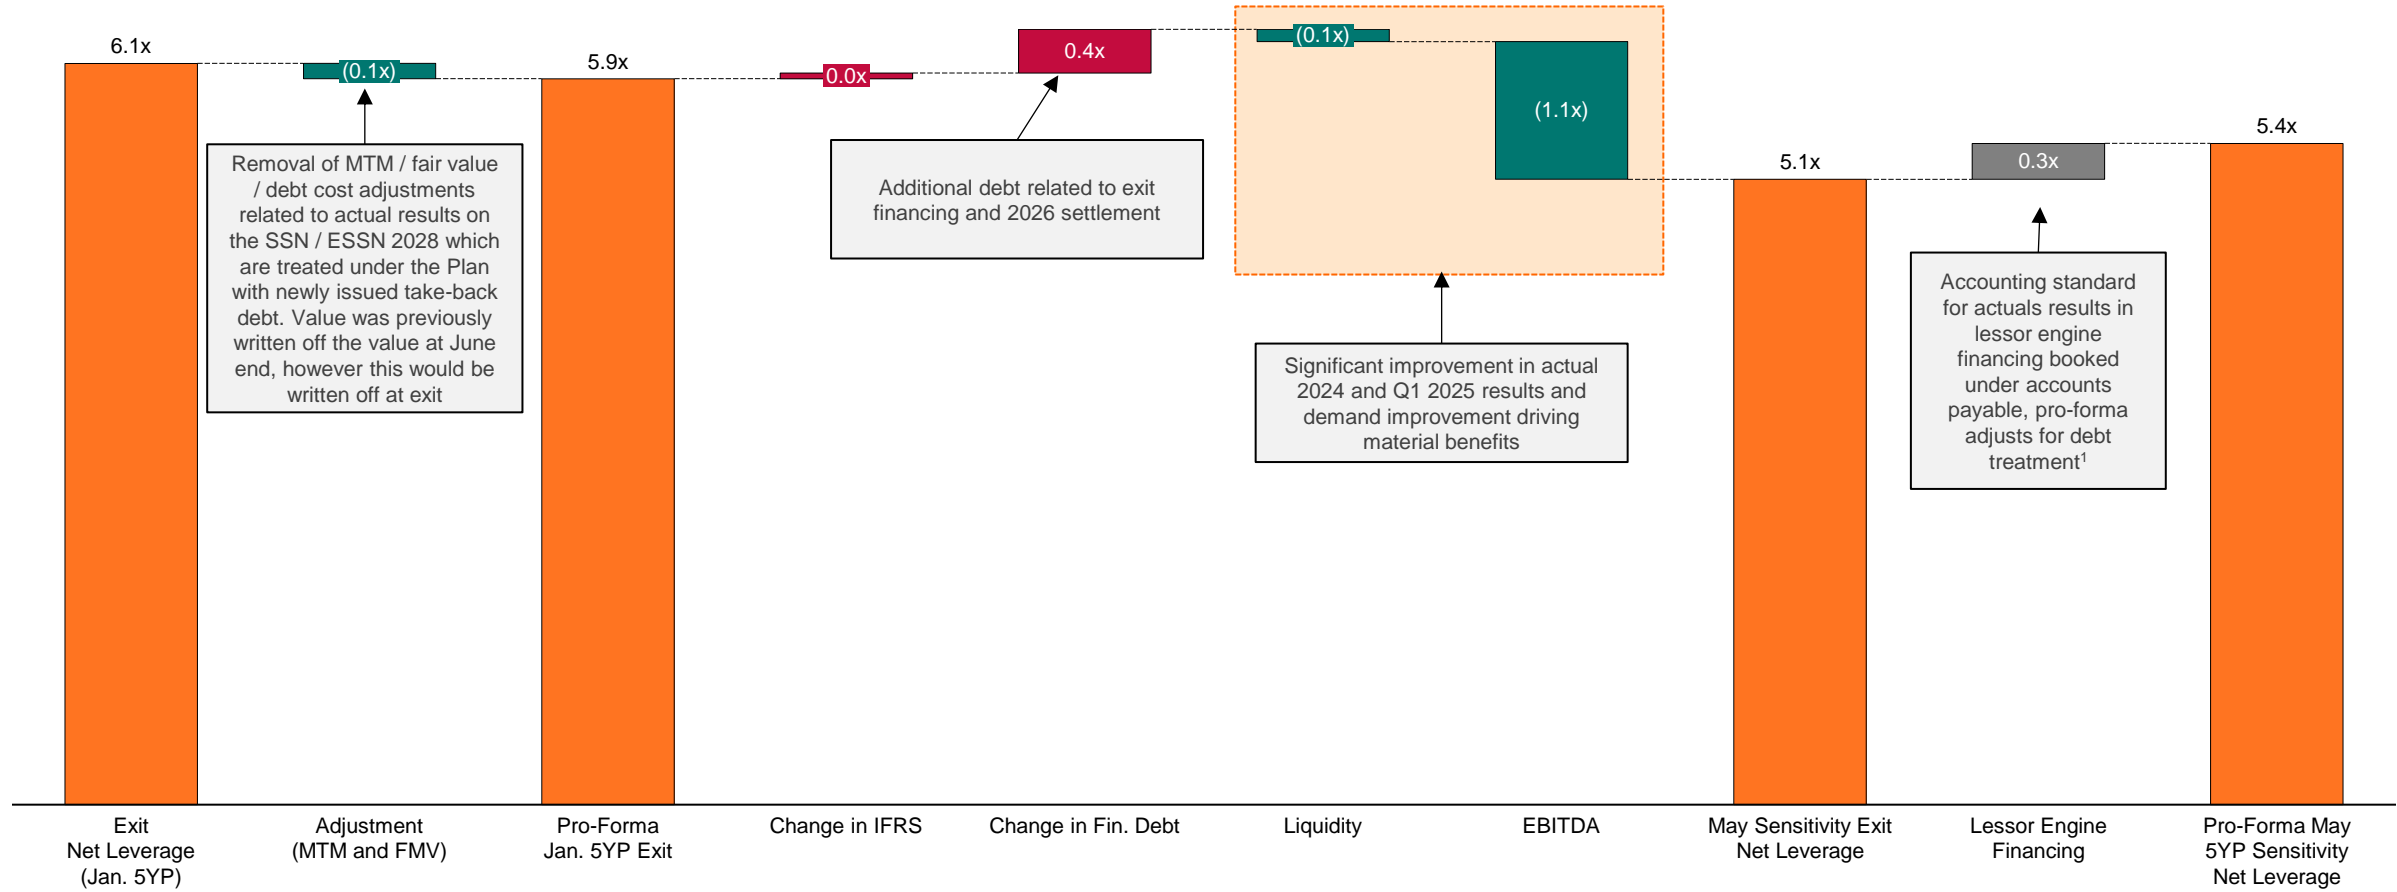 6.1x
(0.1x)
5.9x
0.0x
0.4x
(0.1x)
(1.1x)
5.1x
0.3x
5.4x
Removal of MTM / fair value
/ debt cost adjustments
related to actual results on
the SSN / ESSN 2028 which
are treated under the Plan
with newly issued take-back
debt. Value was previously
written off the value at June
end, however this would be
written off at exit
Additional debt related to exit
financing and 2026 settlement
Significant improvement in actual
2024 and Q1 2025 results and
demand improvement driving
material benefits
Accounting standard
for actuals results in
lessor engine
financing booked
under accounts
payable, pro-forma
adjusts for debt
treatment¹
Exit
Net Leverage
(Jan. 5YP)
Adjustment
(MTM and FMV)
Pro-Forma
Jan. 5YP Exit
Change in IFRS
Change in Fin. Debt
Liquidity
EBITDA
May Sensitivity Exit
Net Leverage
Lessor Engine
Financing
Pro-Forma May
5YP Sensitivity
Net Leverage